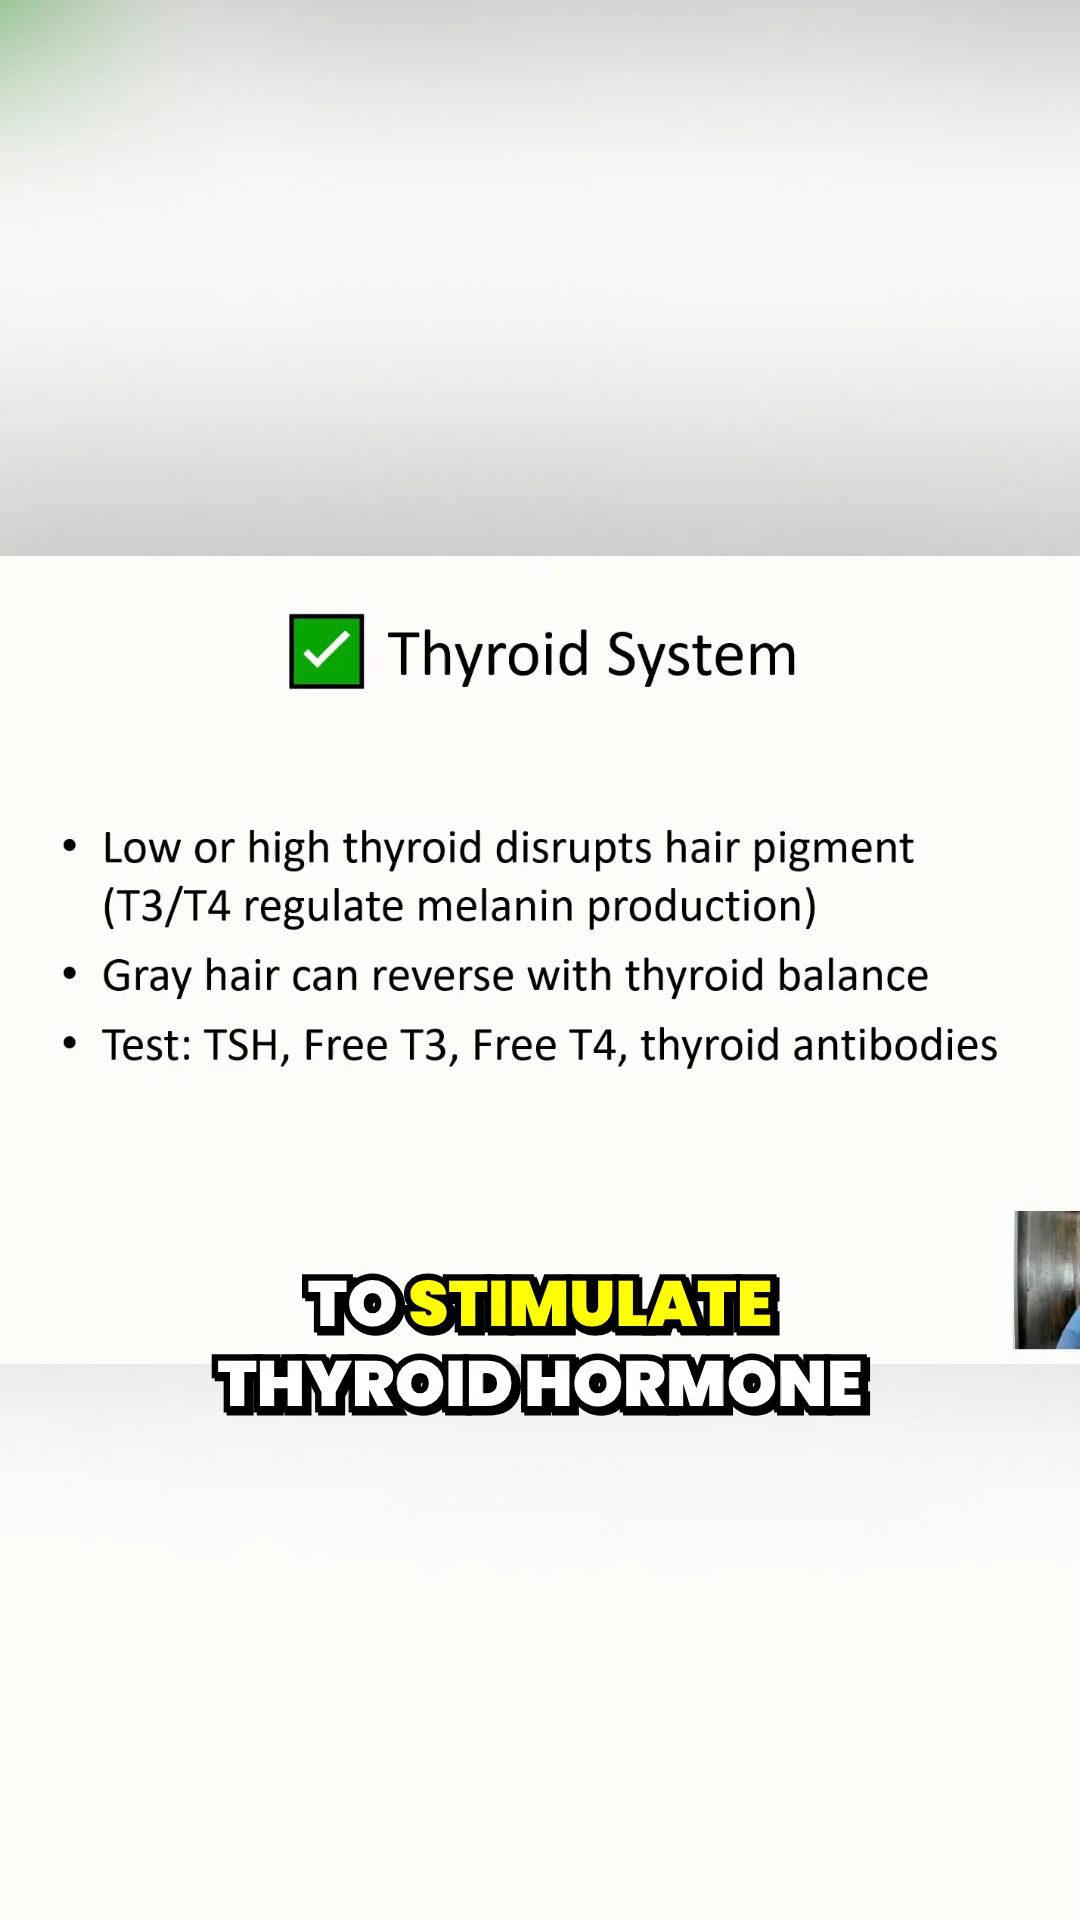 ✅ Thyroid System
• Low or high thyroid disrupts hair pigment
(T3/T4 regulate melanin production)
• Gray hair can reverse with thyroid balance
• Test: TSH, Free T3, Free T4, thyroid antibodies
TO STIMULATE
THYROID HORMONE